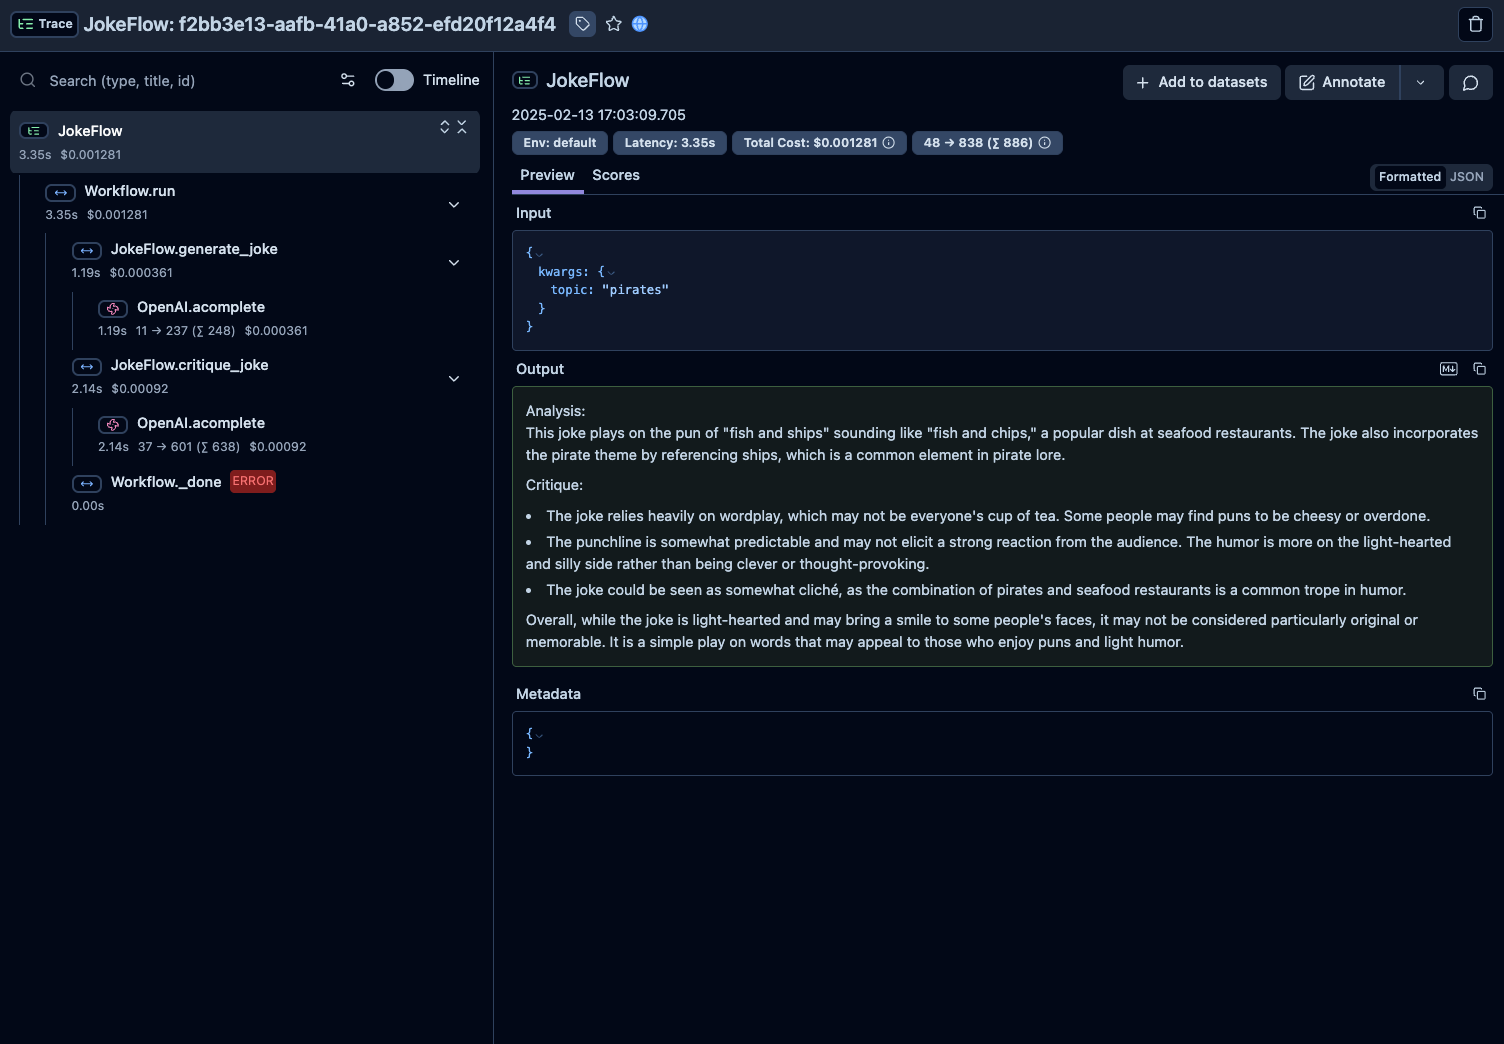 Trace JokeFlow: f2bb3e13-aafb-41a0-a852-efd20f12a4f4
Search (type, title, id)
Timeline
JokeFlow
3.35s $0.001281
Workflow.run
3.35s $0.001281
JokeFlow.generate_joke
1.19s $0.000361
OpenAI.acomplete
1.19s 11 → 237 (∑ 248) $0.000361
JokeFlow.critique_joke
2.14s $0.00092
OpenAI.acomplete
2.14s 37 → 601 (∑ 638) $0.00092
Workflow._done ERROR
0.00s
JokeFlow
Add to datasets
Annotate
2025-02-13 17:03:09.705
Env: default
Latency: 3.35s
Total Cost: $0.001281
48 → 838 (∑ 886)
Preview
Scores
Formatted JSON
Input
{
kwargs: {
topic: "pirates"
}
}
Output
M↓
Analysis:
This joke plays on the pun of "fish and ships" sounding like "fish and chips," a popular dish at seafood restaurants. The joke also incorporates
the pirate theme by referencing ships, which is a common element in pirate lore.
Critique:
• The joke relies heavily on wordplay, which may not be everyone's cup of tea. Some people may find puns to be cheesy or overdone.
• The punchline is somewhat predictable and may not elicit a strong reaction from the audience. The humor is more on the light-hearted
and silly side rather than being clever or thought-provoking.
• The joke could be seen as somewhat cliché, as the combination of pirates and seafood restaurants is a common trope in humor.
Overall, while the joke is light-hearted and may bring a smile to some people's faces, it may not be considered particularly original or
memorable. It is a simple play on words that may appeal to those who enjoy puns and light humor.
Metadata
{
}